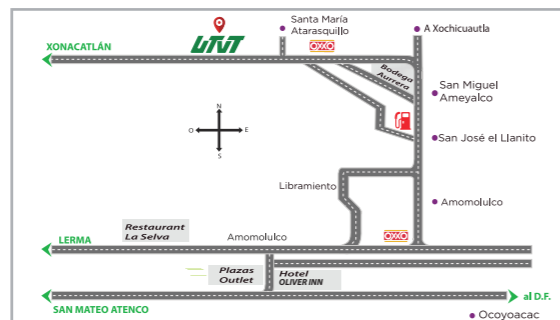 Santa María
Atarasquillo
A Xochicuautla
UTVT
OXXO
XONACATLÁN
Bodega
Aurrera
San Miguel
Ameyalco
N
O
E
S
San José el Llanito
Libramiento
Amomolulco
Restaurant
La Selva
Amomolulco
OXXO
LERMA
Plazas
Outlet
Hotel
OLIVER INN
al D.F.
SAN MATEO ATENCO
Ocoyoacac